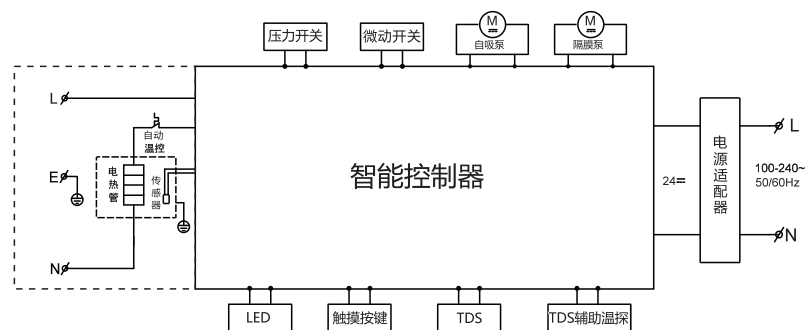 压力开关
微动开关
M
自吸泵
M
隔膜泵
L
自动
温控
E
电热管
传感器
N
智能控制器
24
电源适配器
L
100-240~
50/60Hz
N
LED
触摸按键
TDS
TDS辅助温探